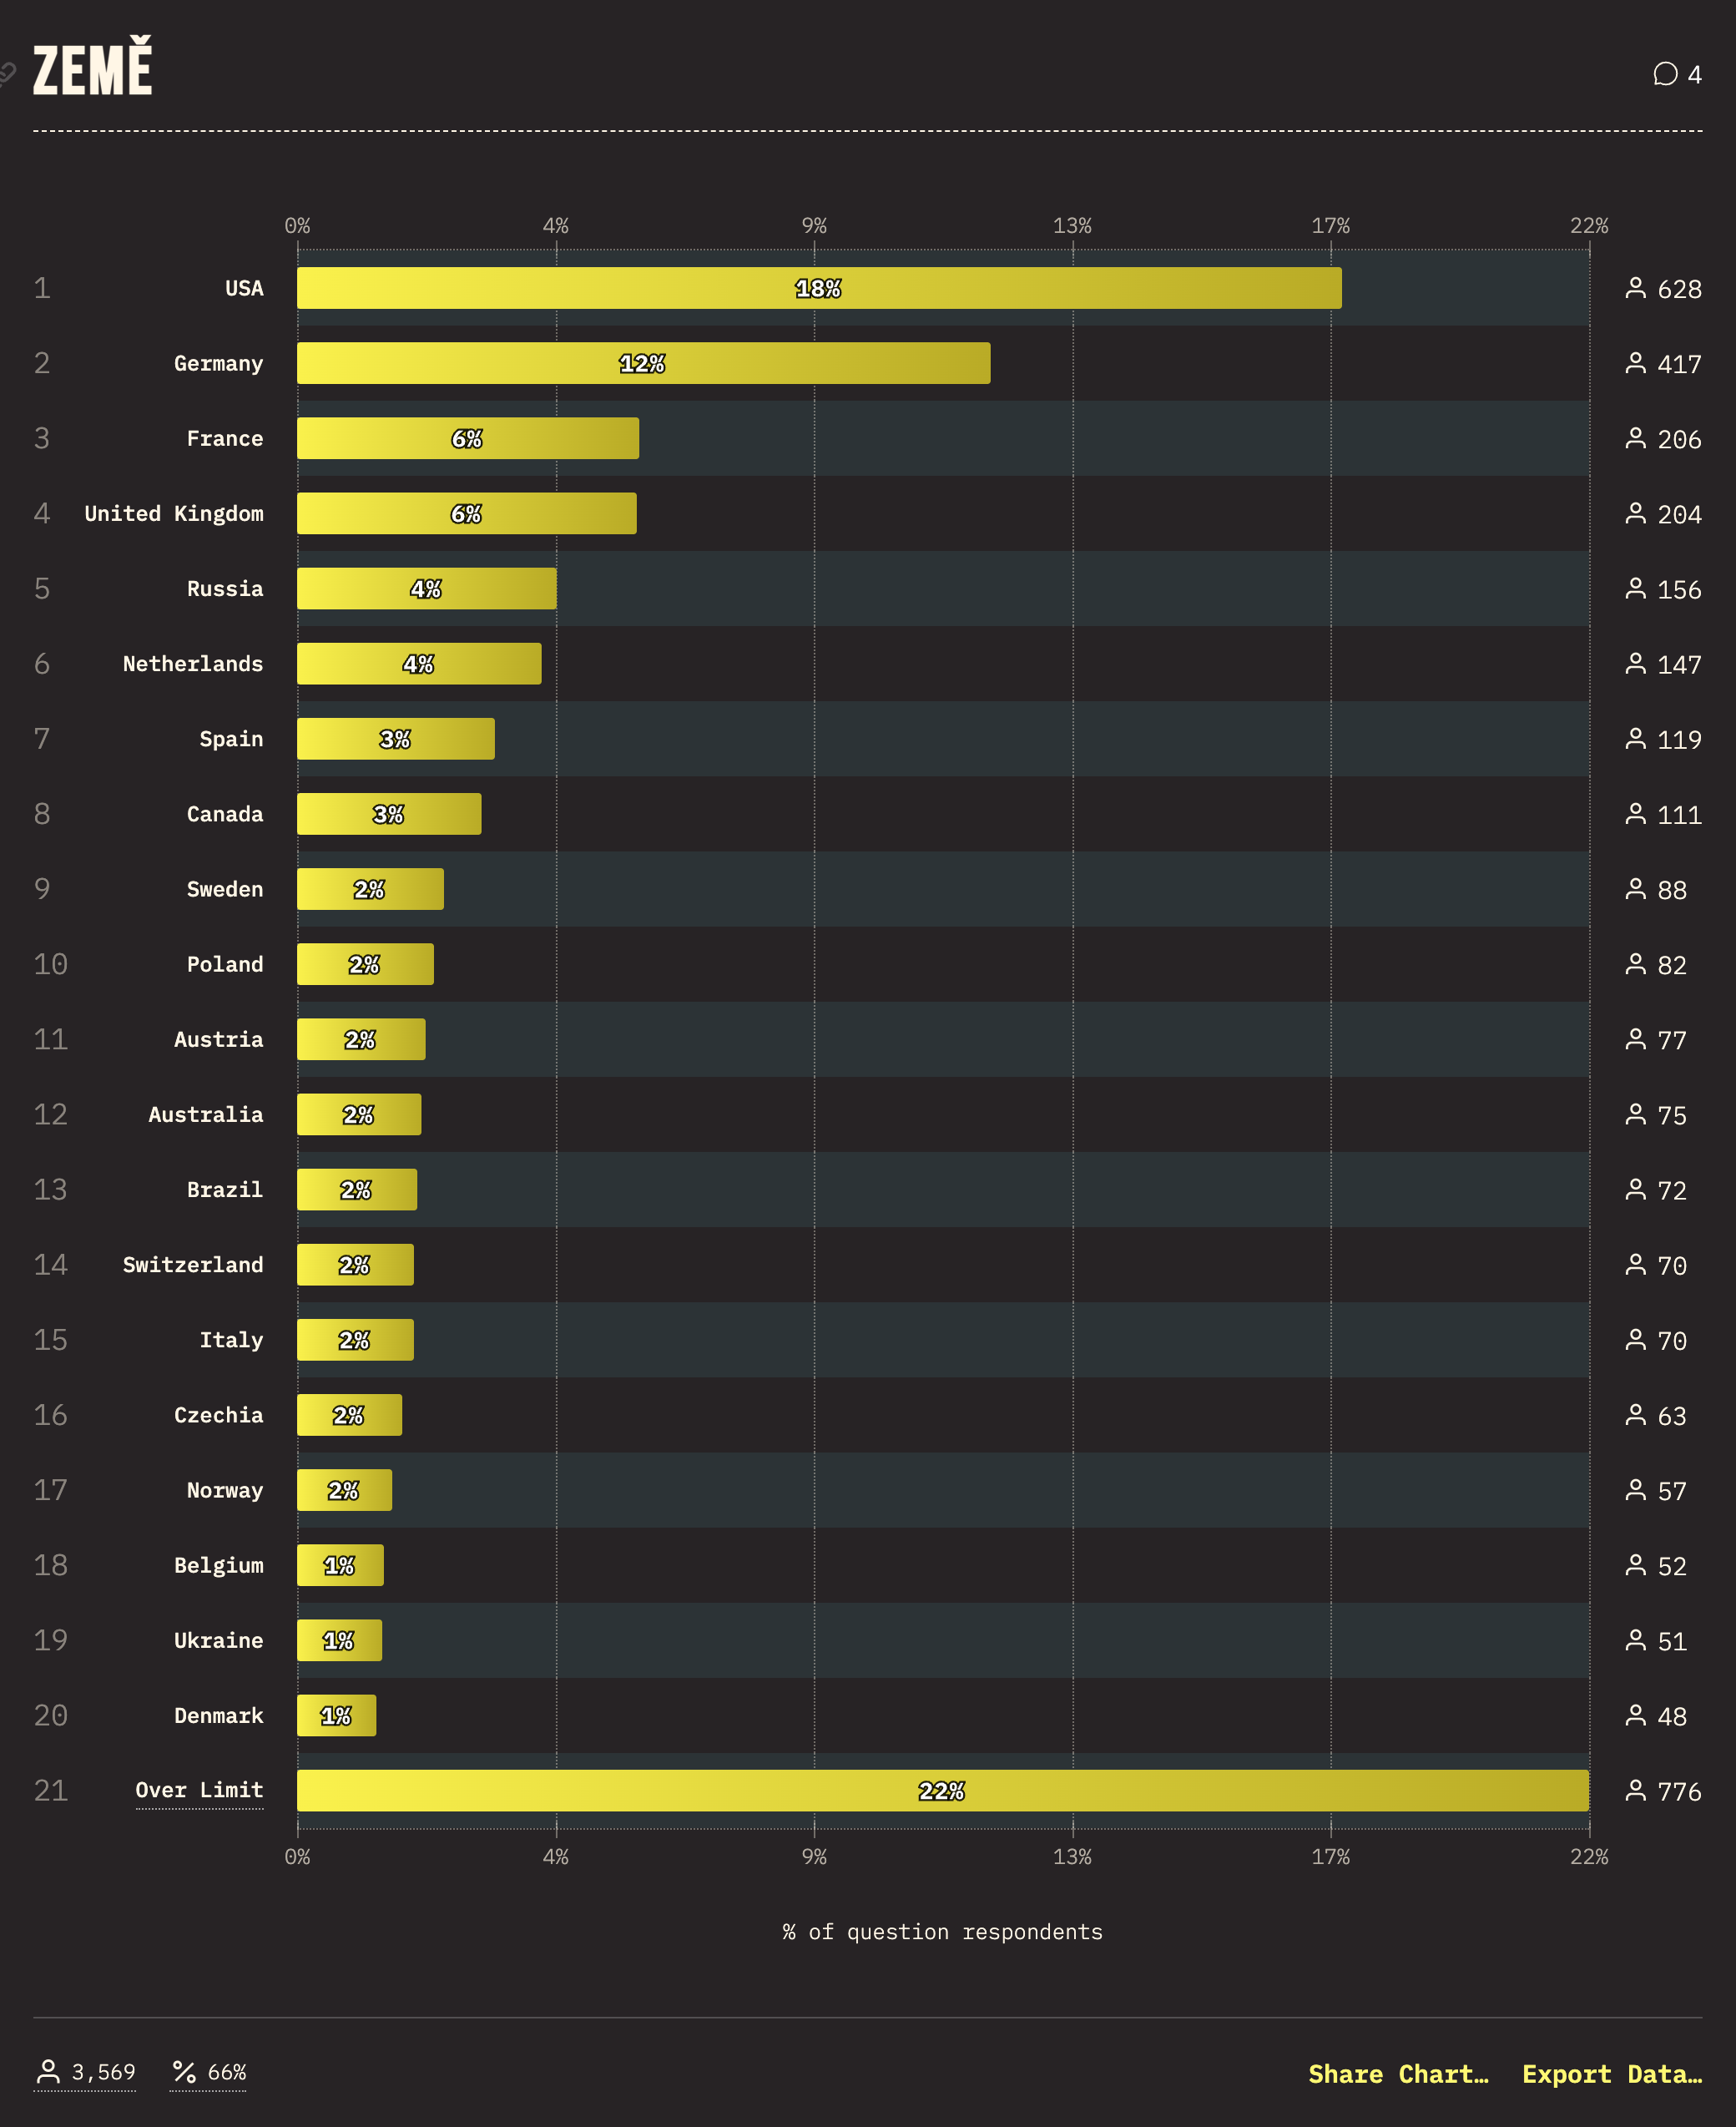 ZEMĚ
4
0% 4% 9% 13% 17% 22%
1 USA 18% 628
2 Germany 12% 417
3 France 6% 206
4 United Kingdom 6% 204
5 Russia 4% 156
6 Netherlands 4% 147
7 Spain 3% 119
8 Canada 3% 111
9 Sweden 2% 88
10 Poland 2% 82
11 Austria 2% 77
12 Australia 2% 75
13 Brazil 2% 72
14 Switzerland 2% 70
15 Italy 2% 70
16 Czechia 2% 63
17 Norway 2% 57
18 Belgium 1% 52
19 Ukraine 1% 51
20 Denmark 1% 48
21 Over Limit 22% 776
0% 4% 9% 13% 17% 22%
% of question respondents
3,569 66% Share Chart… Export Data…